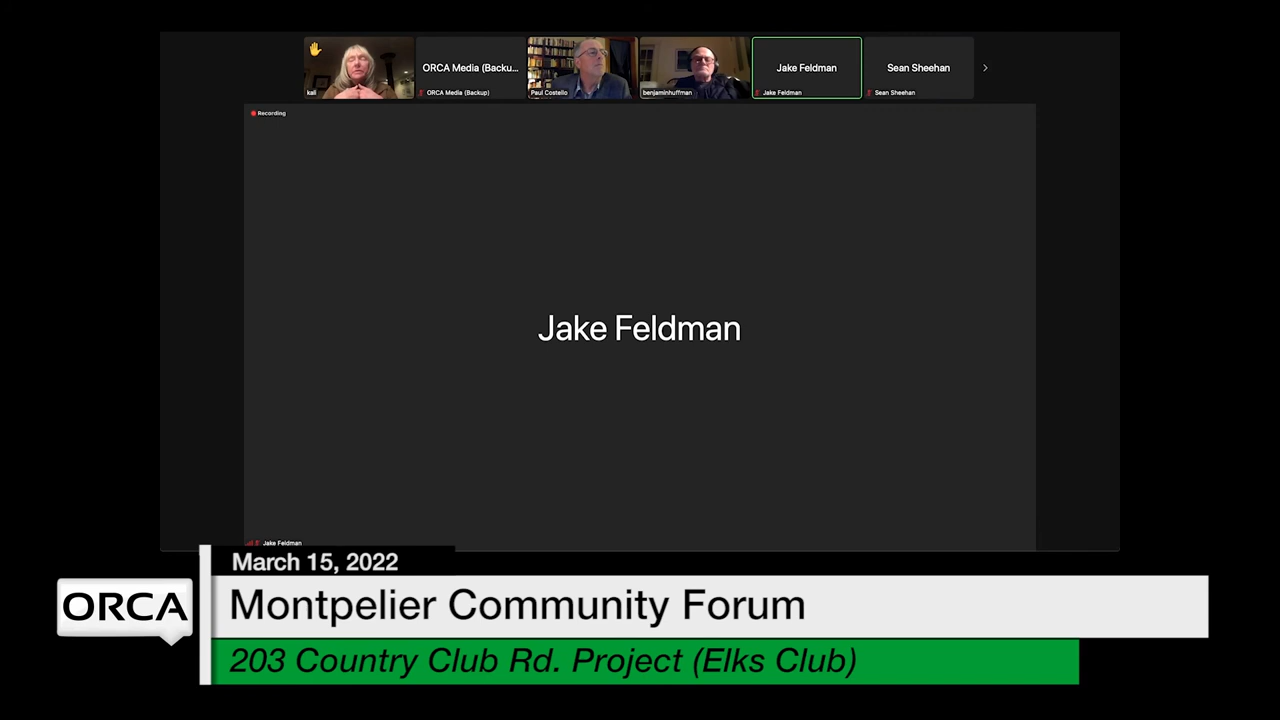 ORCA Media (Backu...
Jake Feldman
Sean Sheehan
kali
ORCA Media (Backup)
Paul Costello
benjaminhuffman
Jake Feldman
Sean Sheehan
Recording
Jake Feldman
Jake Feldman
March 15, 2022
ORCA
Montpelier Community Forum
203 Country Club Rd. Project (Elks Club)